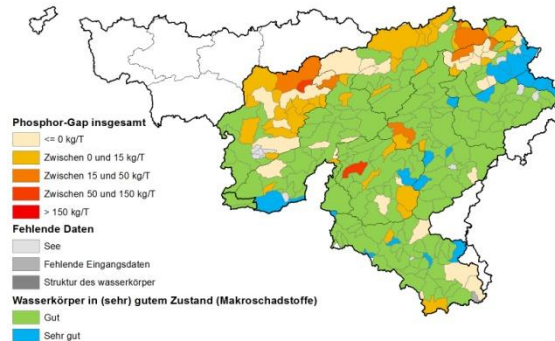 Phosphor-Gap insgesamt
<= 0 kg/T
Zwischen 0 und 15 kg/T
Zwischen 15 und 50 kg/T
Zwischen 50 und 150 kg/T
> 150 kg/T
Fehlende Daten
See
Fehlende Eingangsdaten
Struktur des wasserkörper
Wasserkörper in (sehr) gutem Zustand (Makroschadstoffe)
Gut
Sehr gut